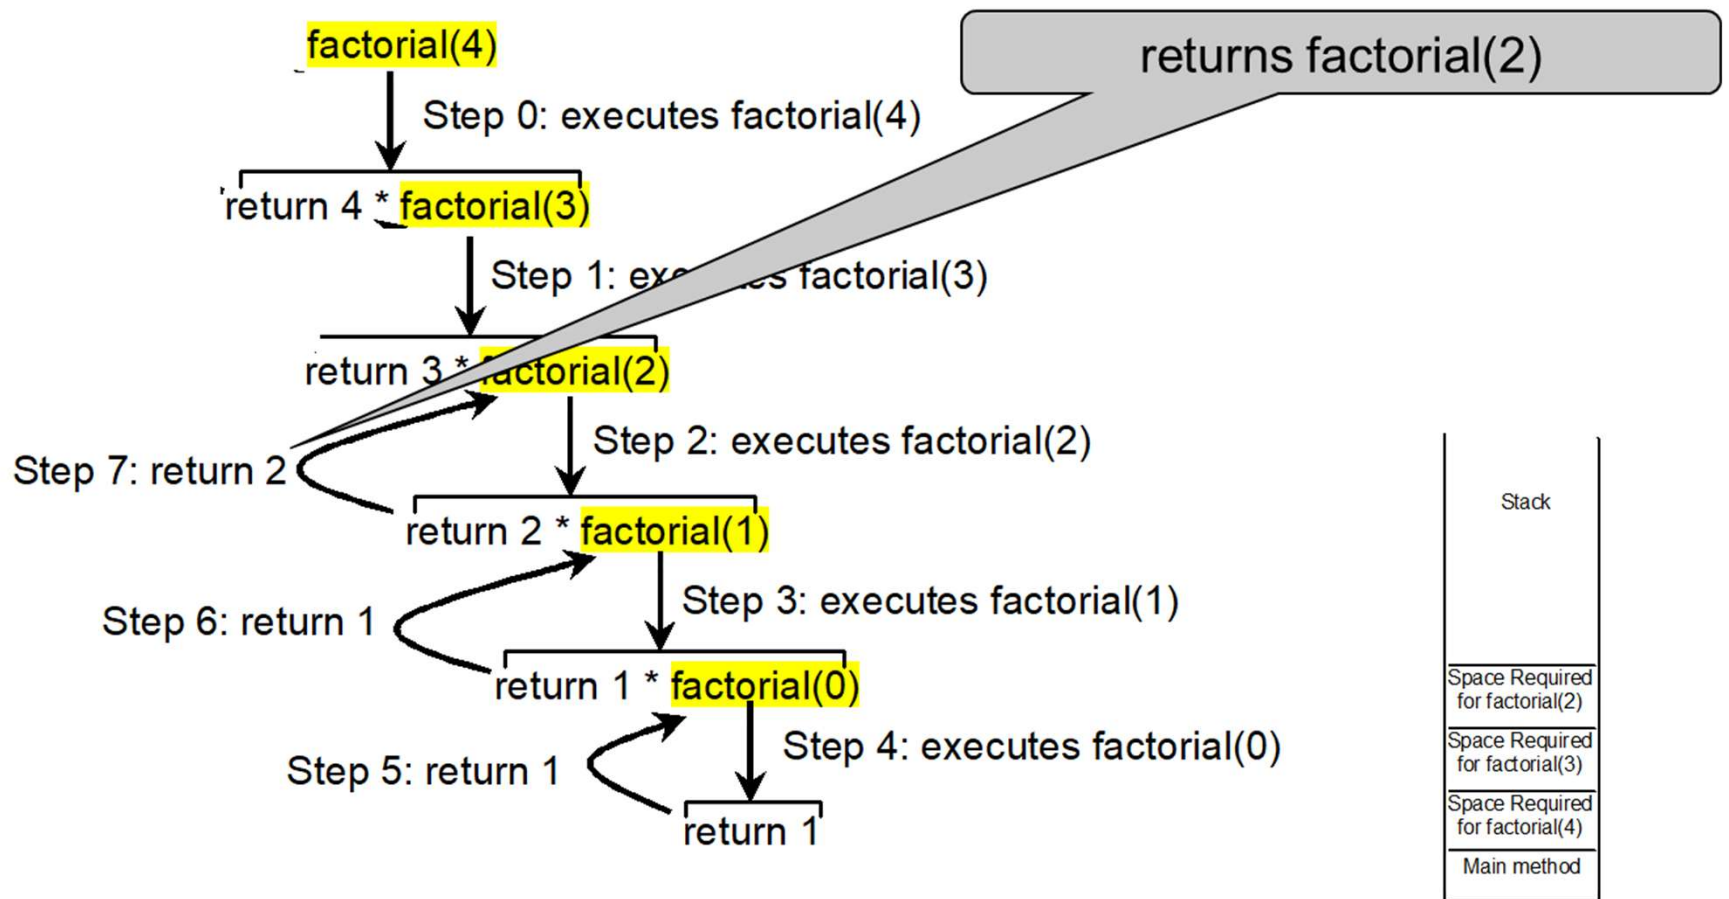 factorial(4)
returns factorial(2)
Step 0: executes factorial(4)
return 4 * factorial(3)
Step 1: executes factorial(3)
return 3 * factorial(2)
Step 2: executes factorial(2)
Step 7: return 2
return 2 * factorial(1)
Step 3: executes factorial(1)
Step 6: return 1
return 1 * factorial(0)
Step 4: executes factorial(0)
Step 5: return 1
return 1
Stack
Space Required
for factorial(2)
Space Required
for factorial(3)
Space Required
for factorial(4)
Main method